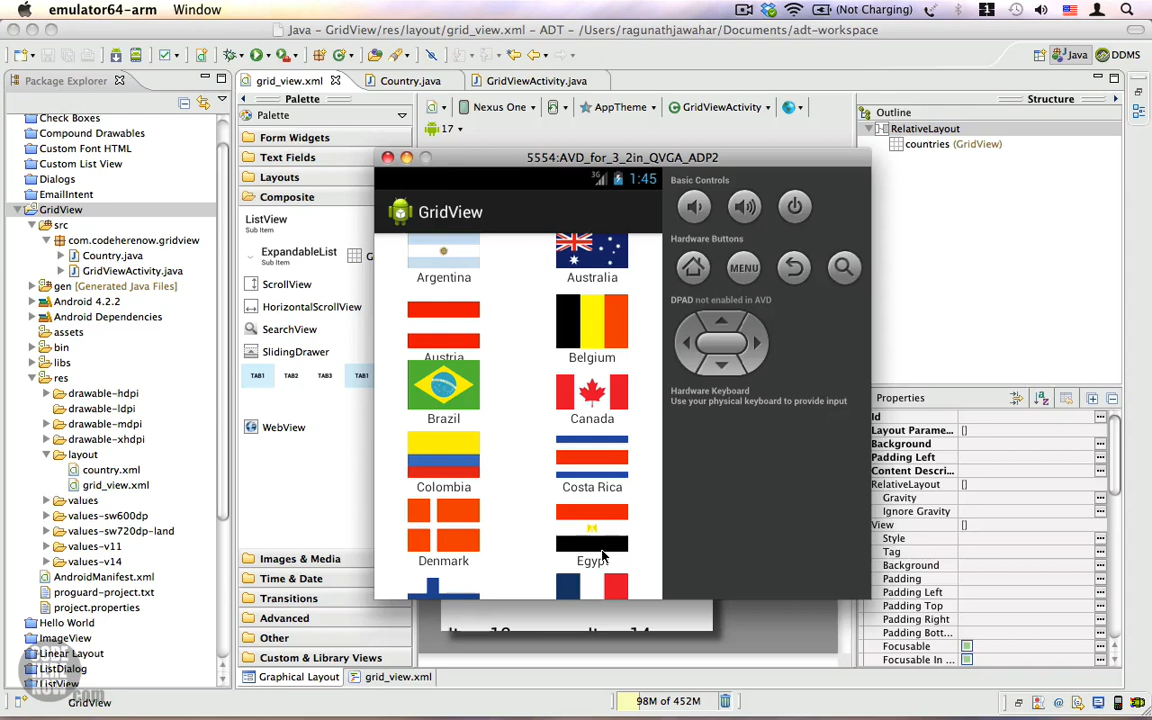 emulator64-arm Window
(Not Charging)
Java – GridView/res/layout/grid_view.xml – ADT – /Users/ragunathjawahar/Documents/adt-workspace
Java
DDMS
Package Explorer
grid_view.xml
Country.java
GridViewActivity.java
Check Boxes
Compound Drawables
Custom Font HTML
Custom List View
Dialogs
EmailIntent
GridView
src
com.codeherenow.gridview
Country.java
GridViewActivity.java
gen [Generated Java Files]
Android 4.2.2
Android Dependencies
assets
bin
libs
res
drawable-hdpi
drawable-ldpi
drawable-mdpi
drawable-xhdpi
layout
country.xml
grid_view.xml
values
values-sw600dp
values-sw720dp-land
values-v11
values-v14
AndroidManifest.xml
proguard-project.txt
project.properties
Hello World
ImageView
Linear Layout
ListDialog
ListView
GridView
Palette
Palette
Form Widgets
Text Fields
Layouts
Composite
ListView
Sub Item
ExpandableList
Sub Item
ScrollView
HorizontalScrollView
SearchView
SlidingDrawer
TAB1 TAB2 TAB3 TAB1
WebView
Images & Media
Time & Date
Transitions
Advanced
Other
Custom & Library Views
Graphical Layout
grid_view.xml
Nexus One
AppTheme
GridViewActivity
17
5554:AVD_for_3_2in_QVGA_ADP2
3G
1:45
GridView
Argentina
Australia
Austria
Belgium
Brazil
Canada
Colombia
Costa Rica
Denmark
Egypt
Basic Controls
Hardware Buttons
MENU
DPAD not enabled in AVD
Hardware Keyboard
Use your physical keyboard to provide input
Structure
Outline
RelativeLayout
countries (GridView)
Properties
Id
Layout Parame... []
Background
Padding Left
Content Descri...
RelativeLayout []
Gravity
Ignore Gravity
View []
Style
Tag
Background
Padding
Padding Left
Padding Top
Padding Right
Padding Bott...
Focusable
Focusable In ...
98M of 452M
CODE
HERE
NOW
.com